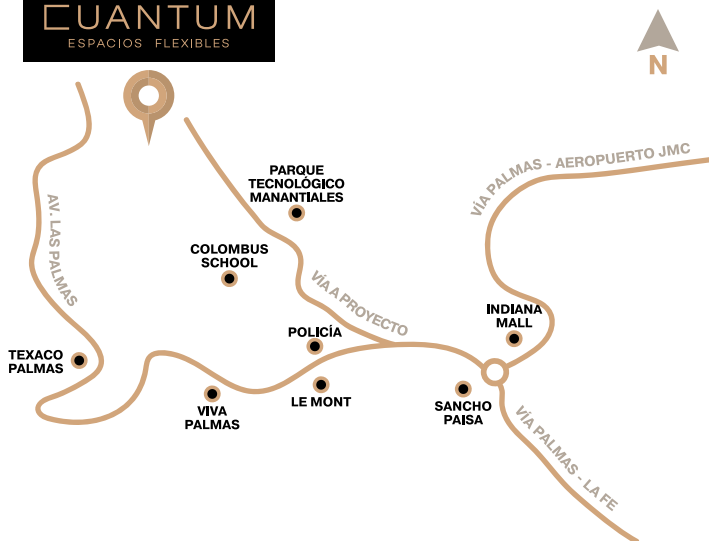 CUANTUM
ESPACIOS FLEXIBLES
N
VÍA PALMAS - AEROPUERTO JMC
PARQUE
TECNOLÓGICO
MANANTIALES
AV. LAS PALMAS
COLOMBUS
SCHOOL
VÍA A PROYECTO
INDIANA
MALL
POLICÍA
TEXACO
PALMAS
LE MONT
VIVA
PALMAS
SANCHO
PAISA
VÍA PALMAS - LA FE